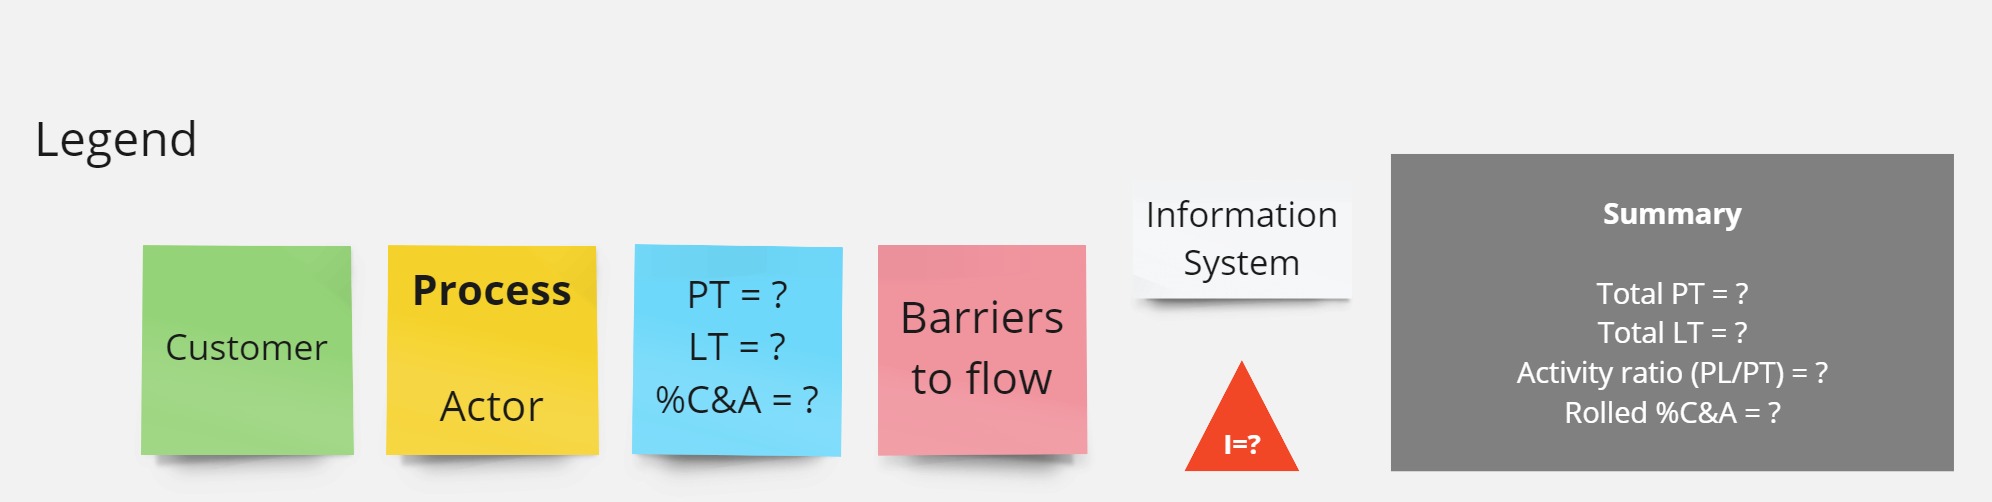 Legend
Customer
Process
Actor
PT = ?
LT = ?
%C&A = ?
Barriers
to flow
Information
System
I=?
Summary
Total PT = ?
Total LT = ?
Activity ratio (PL/PT) = ?
Rolled %C&A = ?